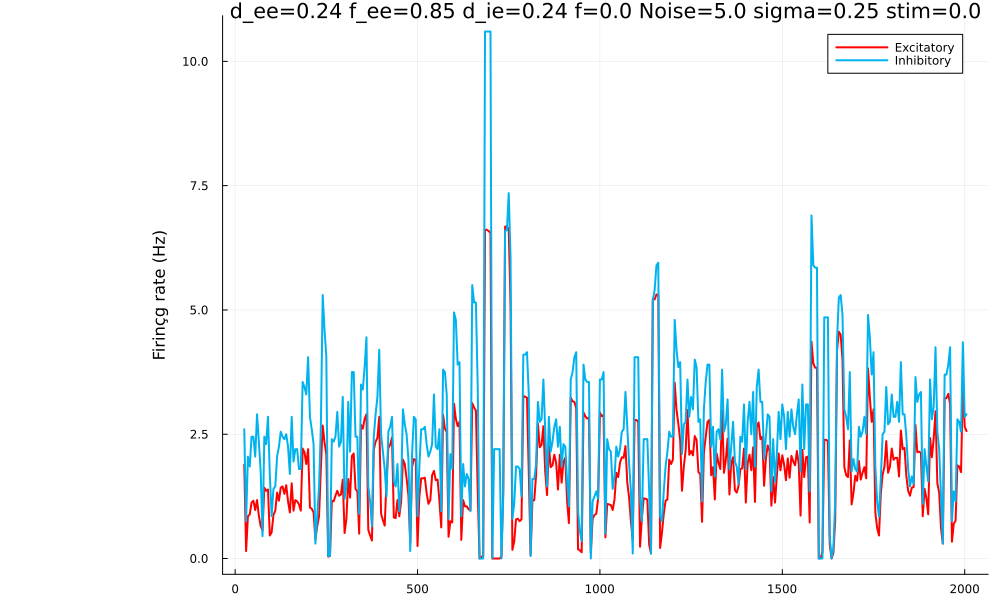 d_ee=0.24 f_ee=0.85 d_ie=0.24 f=0.0 Noise=5.0 sigma=0.25 stim=0.0
Excitatory
Inhibitory
Firinçg rate (Hz)
10.0
7.5
5.0
2.5
0.0
0 500 1000 1500 2000